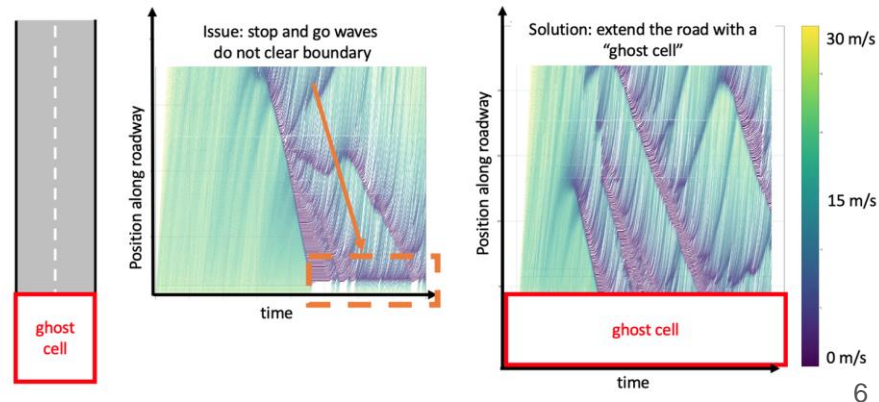 Issue: stop and go waves
do not clear boundary
Position along roadway
time
ghost
cell
Solution: extend the road with a
"ghost cell"
Position along roadway
ghost cell
time
30 m/s
15 m/s
0 m/s
6